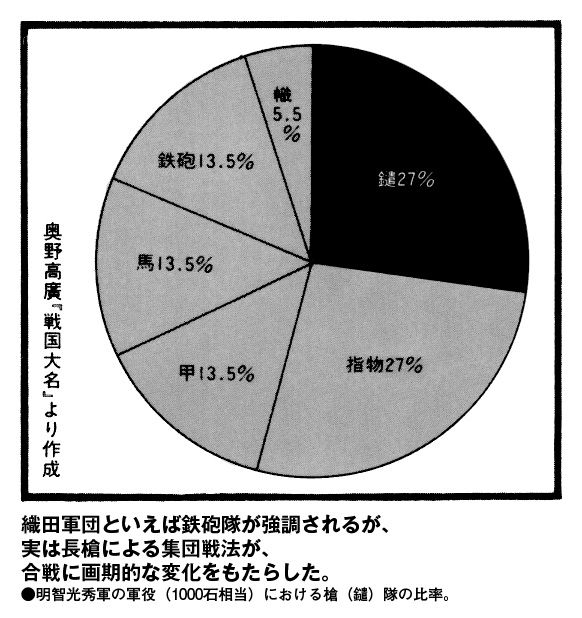 幟
5.5
%
鑓27%
鉄砲13.5%
馬13.5%
甲13.5%
指物27%
奥野高廣『戦国大名』より作成
織田軍団といえば鉄砲隊が強調されるが、
実は長槍による集団戦法が、
合戦に画期的な変化をもたらした。
●明智光秀軍の軍役（1000石相当）における槍（鑓）隊の比率。